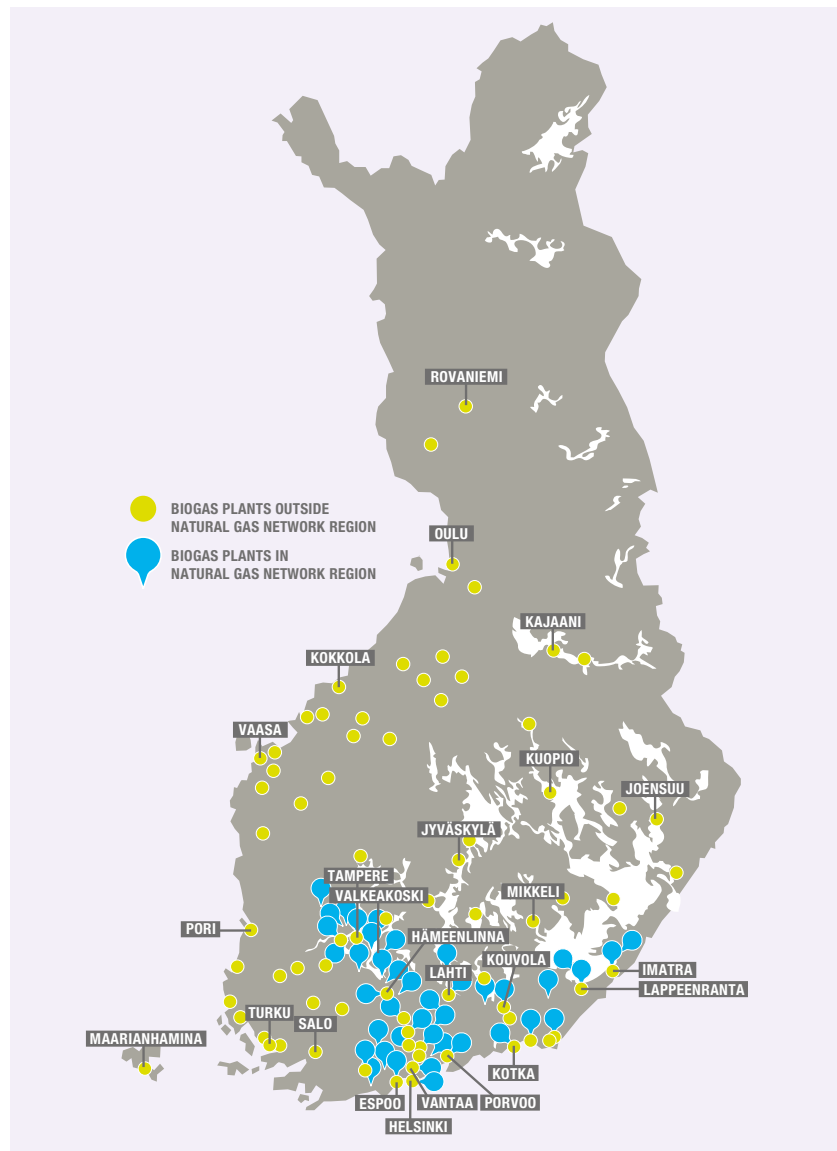 ROVANIEMI
BIOGAS PLANTS OUTSIDE
NATURAL GAS NETWORK REGION
OULU
BIOGAS PLANTS IN
NATURAL GAS NETWORK REGION
KAJAANI
KOKKOLA
VAASA
KUOPIO
JOENSUU
JYVÄSKYLÄ
TAMPERE
VALKEAKOSKI
MIKKELI
PORI
HÄMEENLINNA
KOUVOLA
LAHTI
IMATRA
LAPPEENRANTA
TURKU
SALO
MAARIANHAMINA
KOTKA
ESPOO
VANTAA
PORVOO
HELSINKI